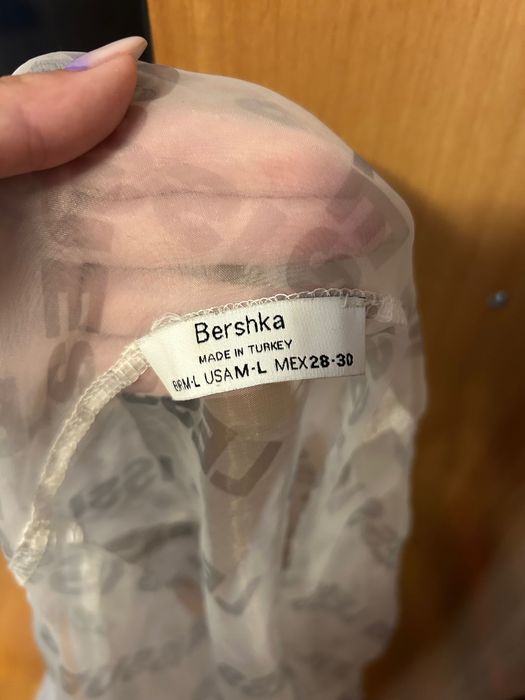 Bershka
MADE IN TURKEY
M-L USA M-L MEX 28-30